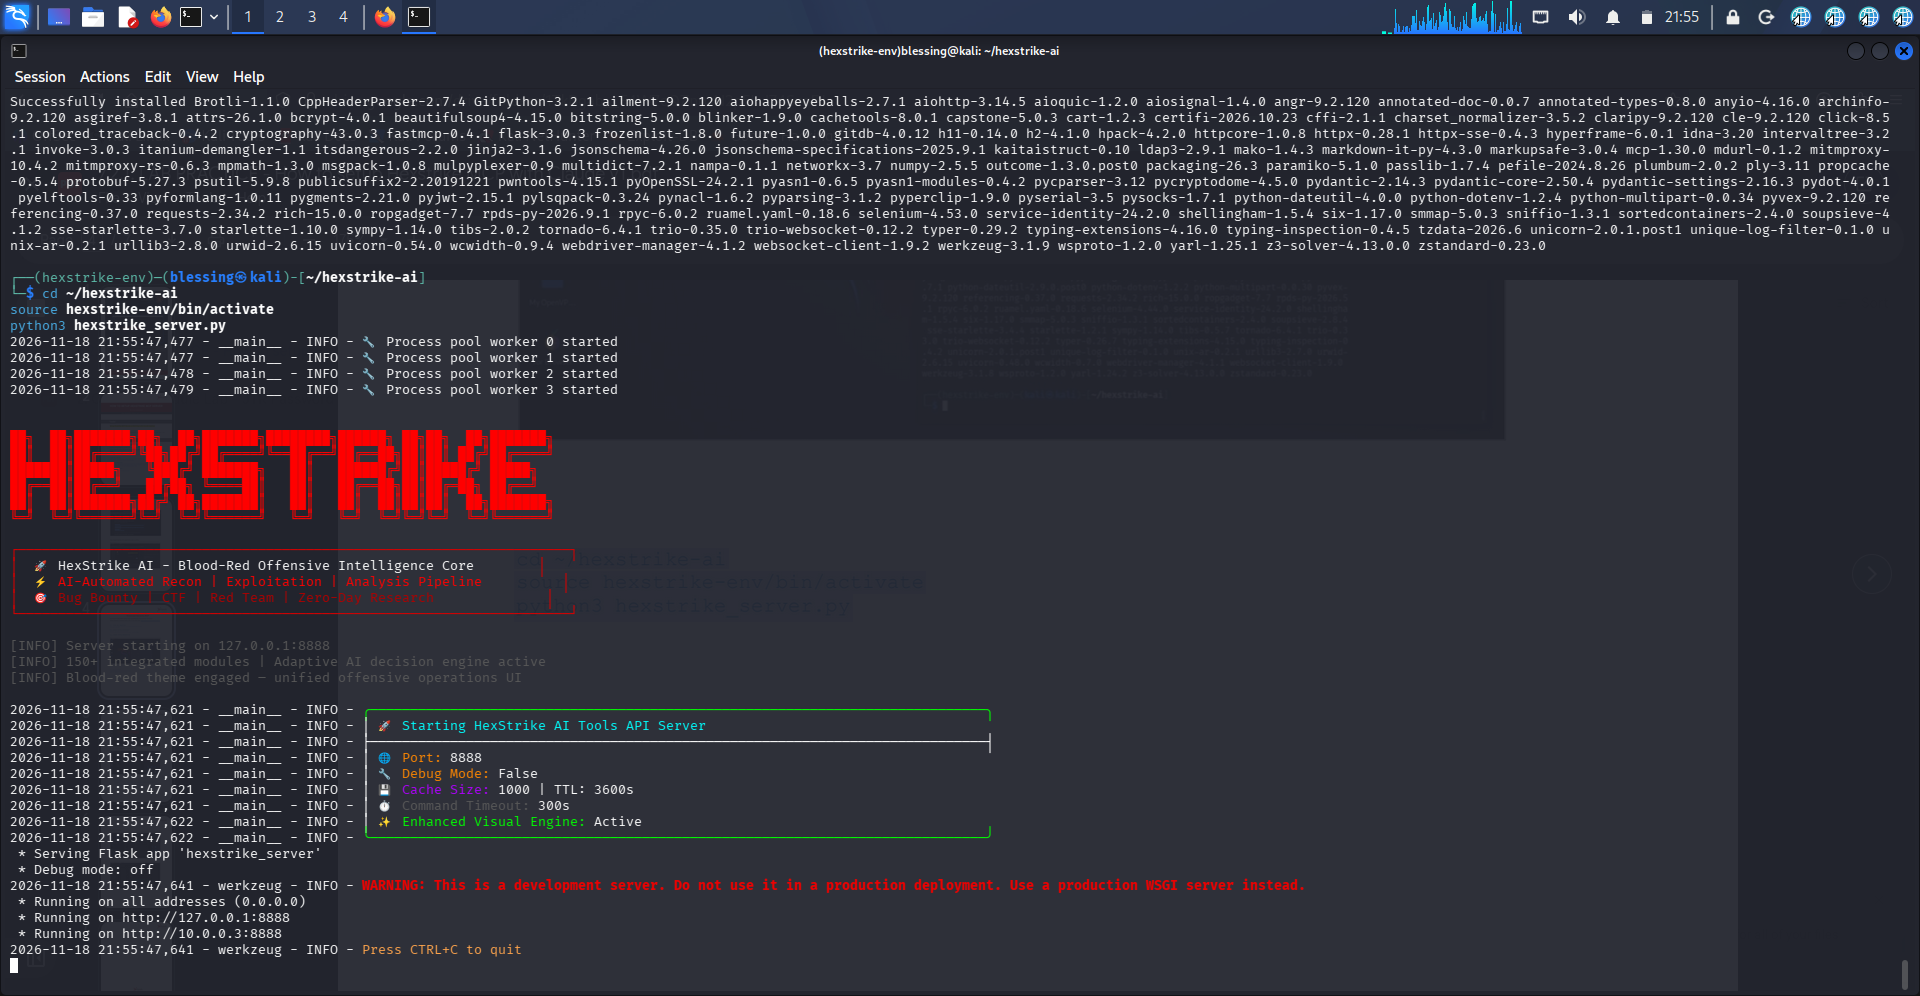 1 2 3 4 21:55
(hexstrike-env)blessing@kali: ~/hexstrike-ai
Session Actions Edit View Help
Successfully installed Brotli-1.1.0 CppHeaderParser-2.7.4 GitPython-3.2.1 ailment-9.2.120 aiohappyeyeballs-2.7.1 aiohttp-3.14.5 aioquic-1.2.0 aiosignal-1.4.0 angr-9.2.120 annotated-doc-0.0.7 annotated-types-0.8.0 anyio-4.16.0 archinfo-
9.2.120 asgiref-3.8.1 attrs-26.1.0 bcrypt-4.0.1 beautifulsoup4-4.15.0 bitstring-5.0.0 blinker-1.9.0 cachetools-8.0.1 capstone-5.0.3 cart-1.2.3 certifi-2026.10.23 cffi-2.1.1 charset_normalizer-3.5.2 claripy-9.2.120 cle-9.2.120 click-8.5
.1 colored_traceback-0.4.2 cryptography-43.0.3 fastmcp-0.4.1 flask-3.0.3 frozenlist-1.8.0 future-1.0.0 gitdb-4.0.12 h11-0.14.0 h2-4.1.0 hpack-4.2.0 httpcore-1.0.8 httpx-0.28.1 httpx-sse-0.4.3 hyperframe-6.0.1 idna-3.20 intervaltree-3.2
.1 invoke-3.0.3 itanium-demangler-1.1 itsdangerous-2.2.0 jinja2-3.1.6 jsonschema-4.26.0 jsonschema-specifications-2025.9.1 kaitaistruct-0.10 ldap3-2.9.1 mako-1.4.3 markdown-it-py-4.3.0 markupsafe-3.0.4 mcp-1.30.0 mdurl-0.1.2 mitmproxy-
10.4.2 mitmproxy-rs-0.6.3 mpmath-1.3.0 msgpack-1.0.8 mulpyplexer-0.9 multidict-7.2.1 nampa-0.1.1 networkx-3.7 numpy-2.5.5 outcome-1.3.0.post0 packaging-26.3 paramiko-5.1.0 passlib-1.7.4 pefile-2024.8.26 plumbum-2.0.2 ply-3.11 propcache
-0.5.4 protobuf-5.27.3 psutil-5.9.8 publicsuffix2-2.20191221 pwntools-4.15.1 pyOpenSSL-24.2.1 pyasn1-0.6.5 pyasn1-modules-0.4.2 pycparser-3.12 pycryptodome-4.5.0 pydantic-2.14.3 pydantic-core-2.50.4 pydantic-settings-2.16.3 pydot-4.0.1
pyelftools-0.33 pyformlang-1.0.11 pygments-2.21.0 pyjwt-2.15.1 pylsqpack-0.3.24 pynacl-1.6.2 pyparsing-3.1.2 pyperclip-1.9.0 pyserial-3.5 pysocks-1.7.1 python-dateutil-4.0.0 python-dotenv-1.2.4 python-multipart-0.0.34 pyvex-9.2.120 re
ferencing-0.37.0 requests-2.34.2 rich-15.0.0 ropgadget-7.7 rpds-py-2026.9.1 rpyc-6.0.2 ruamel.yaml-0.18.6 selenium-4.53.0 service-identity-24.2.0 shellingham-1.5.4 six-1.17.0 smmap-5.0.3 sniffio-1.3.1 sortedcontainers-2.4.0 soupsieve-4
.1.2 sse-starlette-3.7.0 starlette-1.10.0 sympy-1.14.0 tibs-2.0.2 tornado-6.4.1 trio-0.35.0 trio-websocket-0.12.2 typer-0.29.2 typing-extensions-4.16.0 typing-inspection-0.4.5 tzdata-2026.6 unicorn-2.0.1.post1 unique-log-filter-0.1.0 u
nix-ar-0.2.1 urllib3-2.8.0 urwid-2.6.15 uvicorn-0.54.0 wcwidth-0.9.4 webdriver-manager-4.1.2 websocket-client-1.9.2 werkzeug-3.1.9 wsproto-1.2.0 yarl-1.25.1 z3-solver-4.13.0.0 zstandard-0.23.0
┌──(hexstrike-env)─(blessing㉿kali)-[~/hexstrike-ai]
└─$ cd ~/hexstrike-ai
source hexstrike-env/bin/activate
python3 hexstrike_server.py
2026-11-18 21:55:47,477 - __main__ - INFO - 🔧 Process pool worker 0 started
2026-11-18 21:55:47,477 - __main__ - INFO - 🔧 Process pool worker 1 started
2026-11-18 21:55:47,478 - __main__ - INFO - 🔧 Process pool worker 2 started
2026-11-18 21:55:47,479 - __main__ - INFO - 🔧 Process pool worker 3 started
HEXSTRIKE
🚀 HexStrike AI - Blood-Red Offensive Intelligence Core
⚡ AI-Automated Recon | Exploitation | Analysis Pipeline
🎯 Bug Bounty | CTF | Red Team | Zero-Day Research
[INFO] Server starting on 127.0.0.1:8888
[INFO] 150+ integrated modules | Adaptive AI decision engine active
[INFO] Blood-red theme engaged – unified offensive operations UI
2026-11-18 21:55:47,621 - __main__ - INFO -
2026-11-18 21:55:47,621 - __main__ - INFO - 🚀 Starting HexStrike AI Tools API Server
2026-11-18 21:55:47,621 - __main__ - INFO -
2026-11-18 21:55:47,621 - __main__ - INFO - 🌐 Port: 8888
2026-11-18 21:55:47,621 - __main__ - INFO - 🔧 Debug Mode: False
2026-11-18 21:55:47,621 - __main__ - INFO - 💾 Cache Size: 1000 | TTL: 3600s
2026-11-18 21:55:47,621 - __main__ - INFO - ⏱️ Command Timeout: 300s
2026-11-18 21:55:47,622 - __main__ - INFO - ✨ Enhanced Visual Engine: Active
2026-11-18 21:55:47,622 - __main__ - INFO -
* Serving Flask app 'hexstrike_server'
* Debug mode: off
2026-11-18 21:55:47,641 - werkzeug - INFO - WARNING: This is a development server. Do not use it in a production deployment. Use a production WSGI server instead.
* Running on all addresses (0.0.0.0)
* Running on http://127.0.0.1:8888
* Running on http://10.0.0.3:8888
2026-11-18 21:55:47,641 - werkzeug - INFO - Press CTRL+C to quit
cd ~/hexstrike-ai
source hexstrike-env/bin/activate
python3 hexstrike_server.py